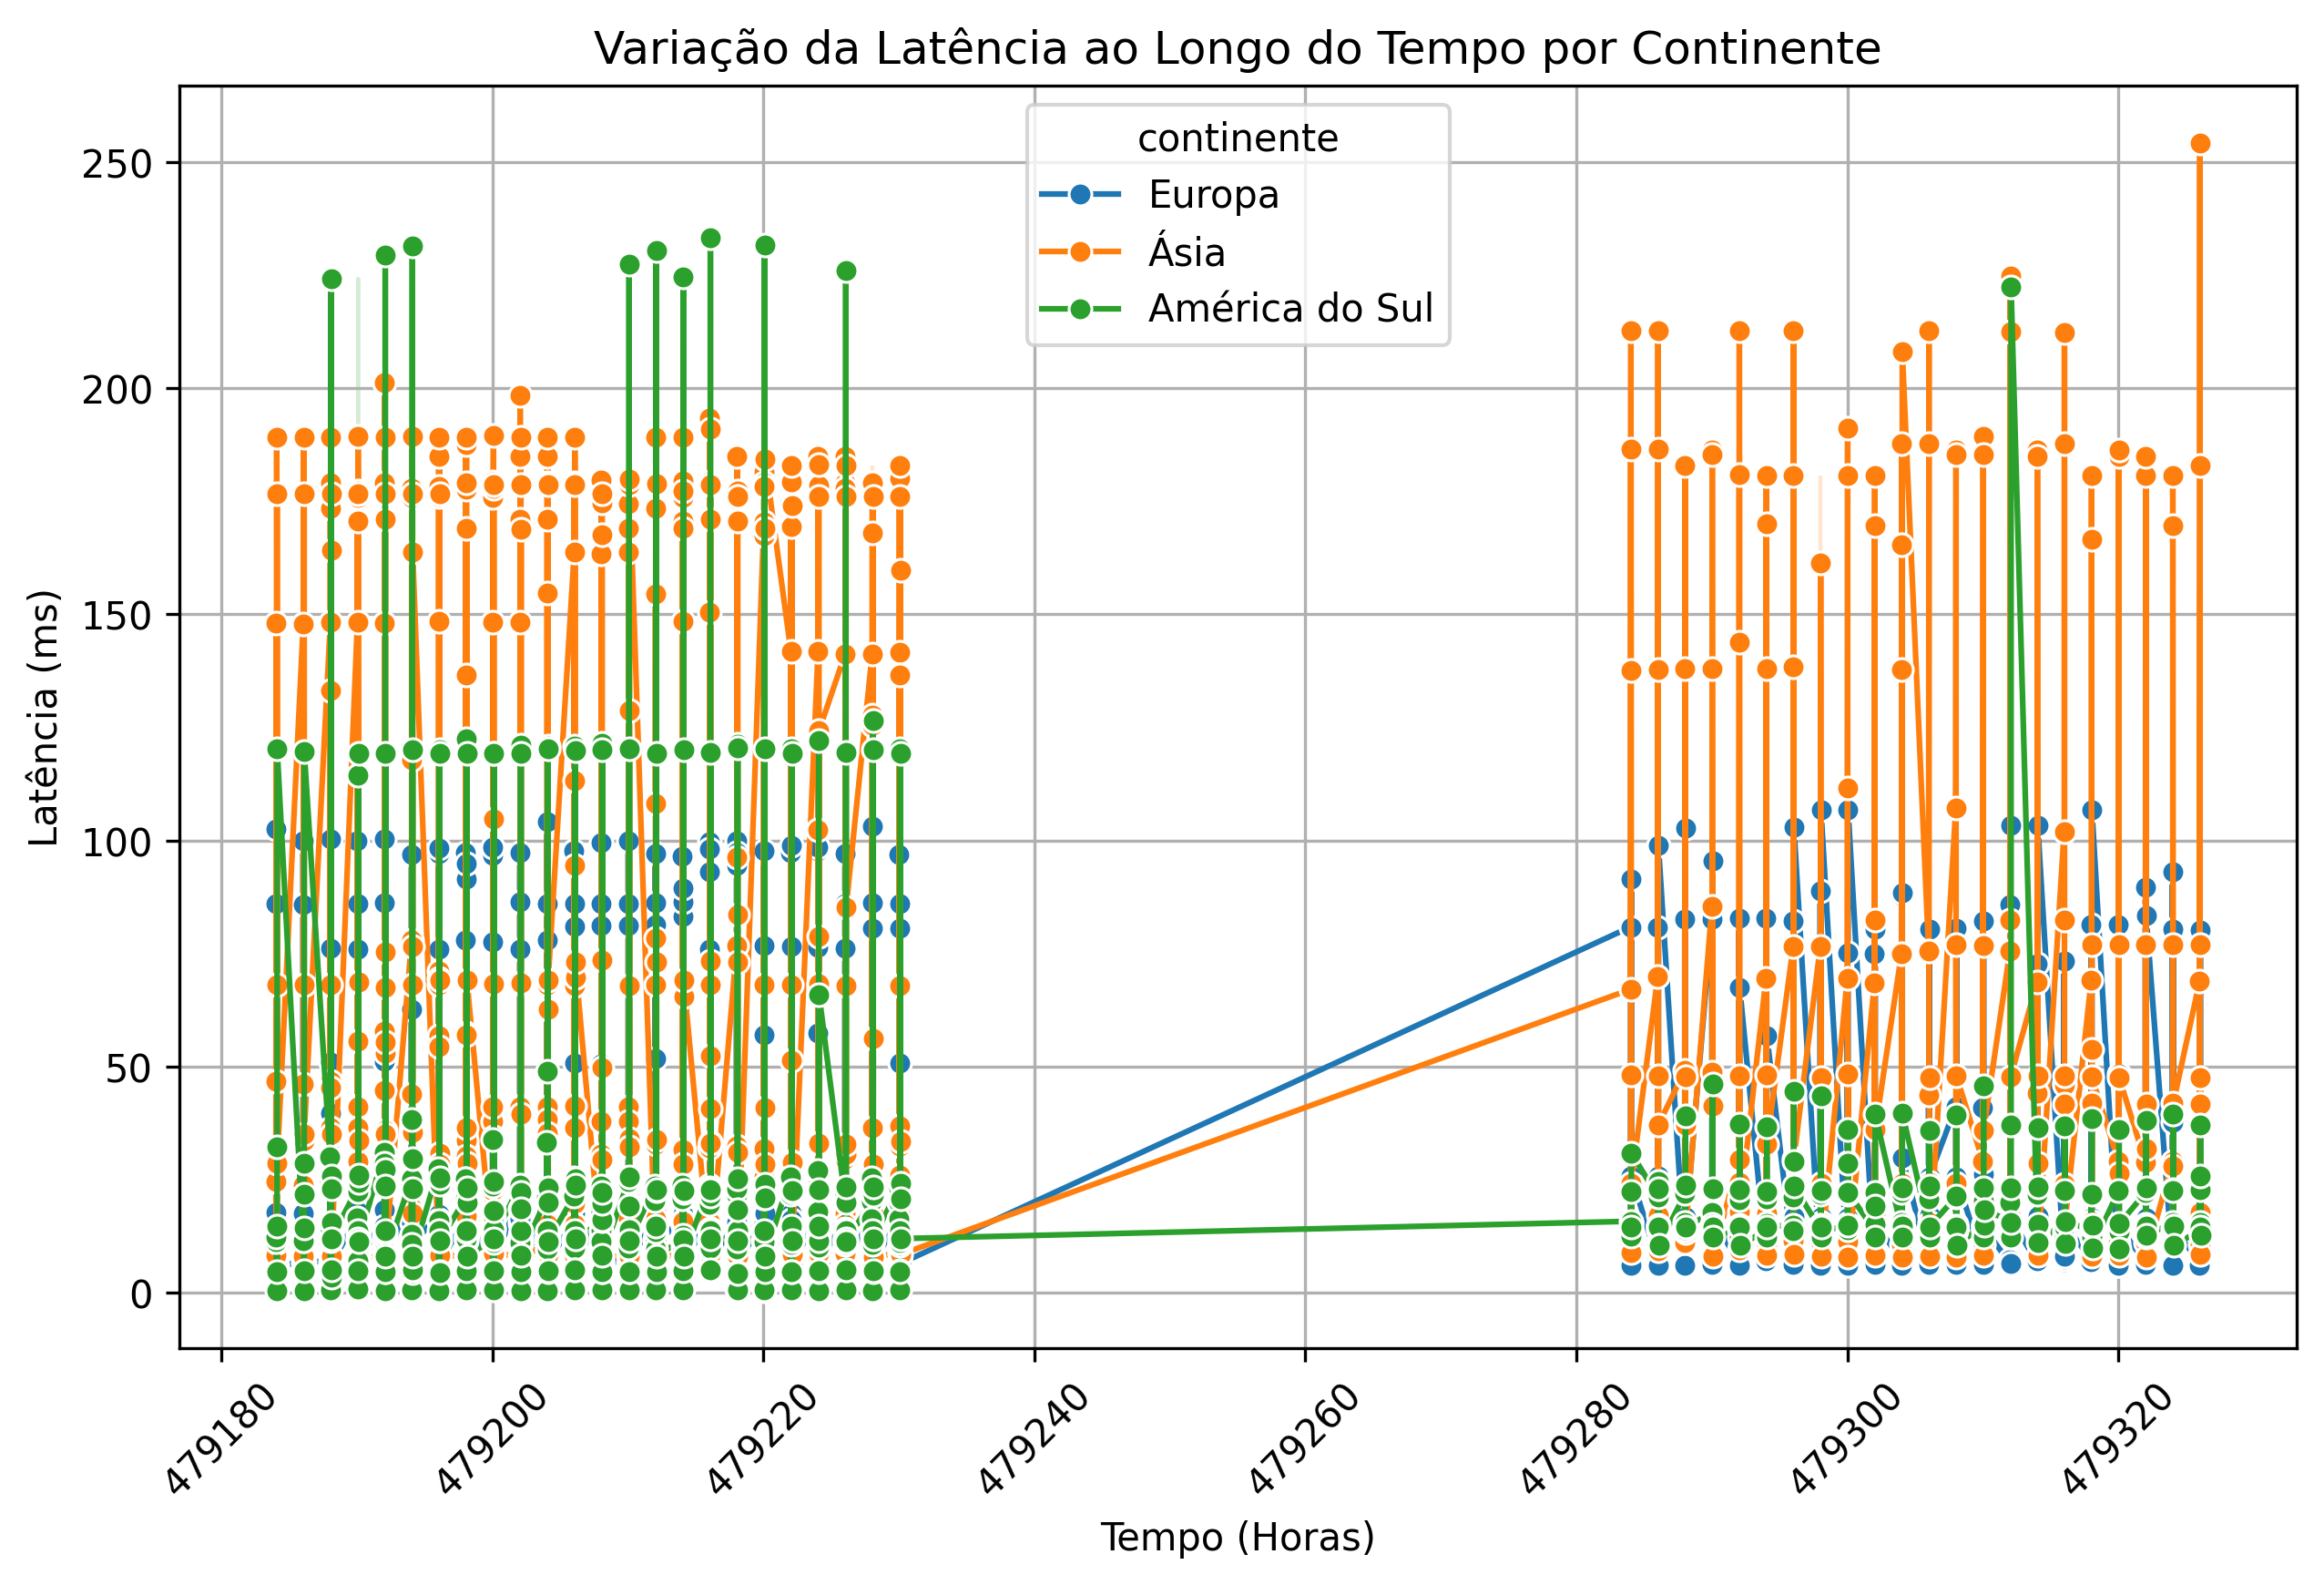 Variação da Latência ao Longo do Tempo por Continente
continente
Europa
Ásia
América do Sul
Latência (ms)
250
200
150
100
50
0
479180
479200
479220
479240
479260
479280
479300
479320
Tempo (Horas)